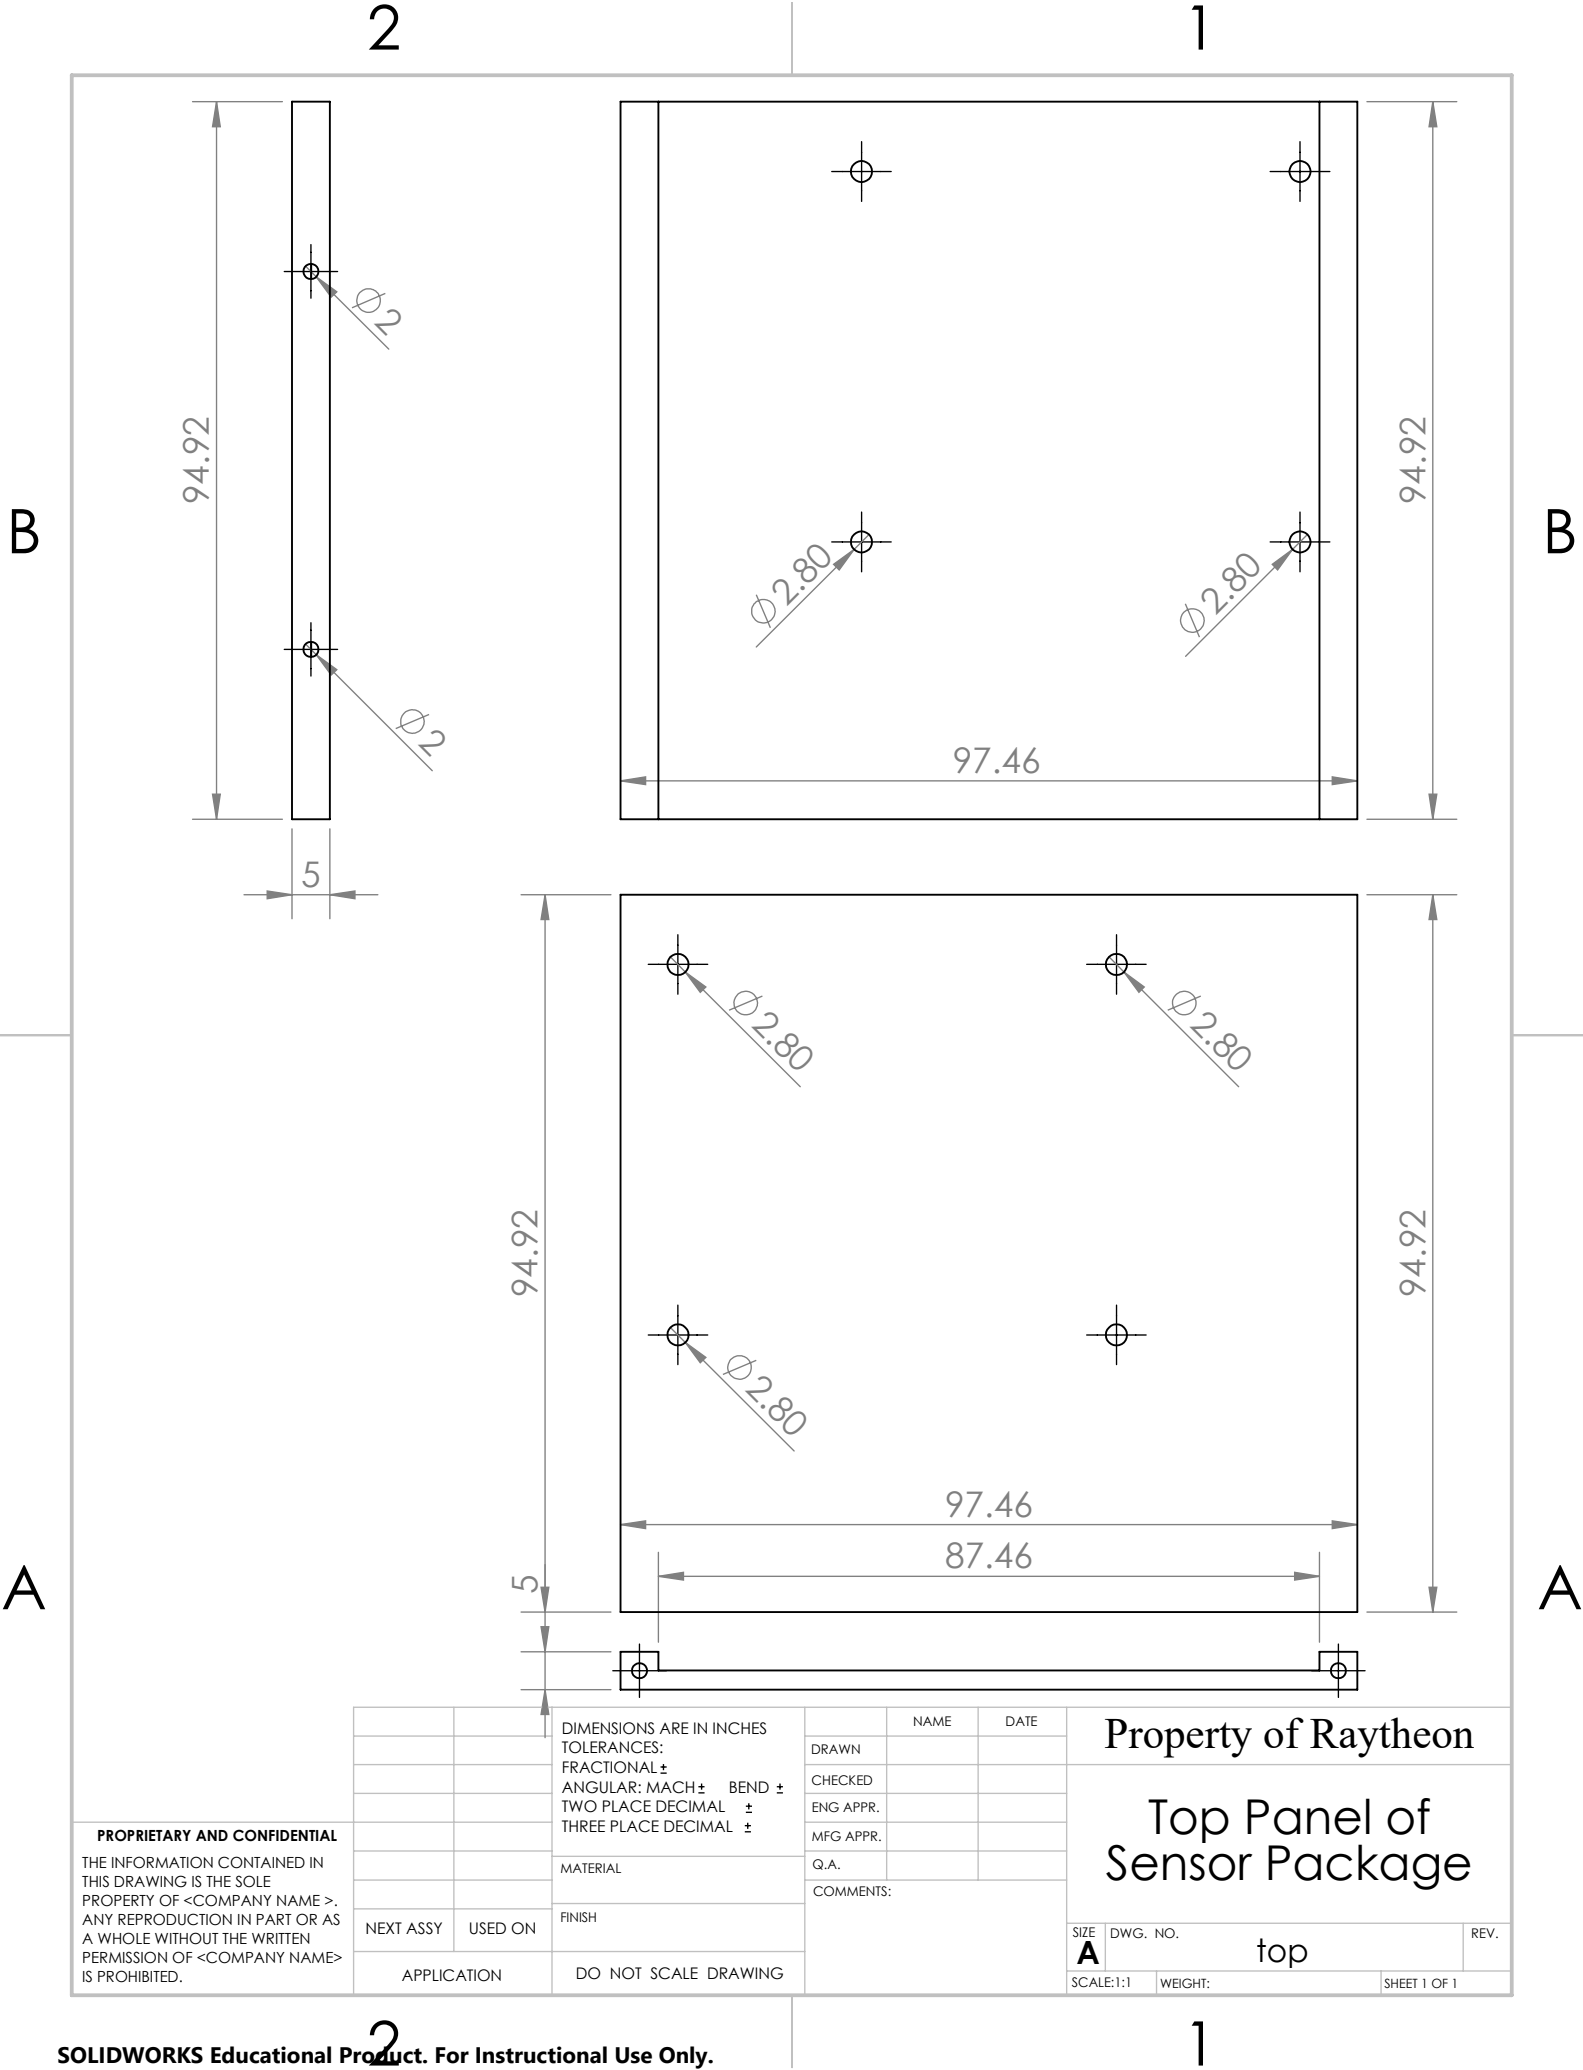 2
1
94.92
∅2
∅2
5
94.92
∅2.80
∅2.80
97.46
B
B
94.92
∅2.80
∅2.80
∅2.80
94.92
97.46
87.46
5
A
A
PROPRIETARY AND CONFIDENTIAL
THE INFORMATION CONTAINED IN
THIS DRAWING IS THE SOLE
PROPERTY OF <COMPANY NAME >.
ANY REPRODUCTION IN PART OR AS
A WHOLE WITHOUT THE WRITTEN
PERMISSION OF <COMPANY NAME>
IS PROHIBITED.
NEXT ASSY
USED ON
APPLICATION
DIMENSIONS ARE IN INCHES
TOLERANCES:
FRACTIONAL ±
ANGULAR: MACH ± BEND ±
TWO PLACE DECIMAL ±
THREE PLACE DECIMAL ±
MATERIAL
FINISH
DO NOT SCALE DRAWING
NAME
DATE
DRAWN
CHECKED
ENG APPR.
MFG APPR.
Q.A.
COMMENTS:
Property of Raytheon
Top Panel of
Sensor Package
SIZE
A
DWG. NO.
top
REV.
SCALE:1:1
WEIGHT:
SHEET 1 OF 1
2
1
SOLIDWORKS Educational Product. For Instructional Use Only.